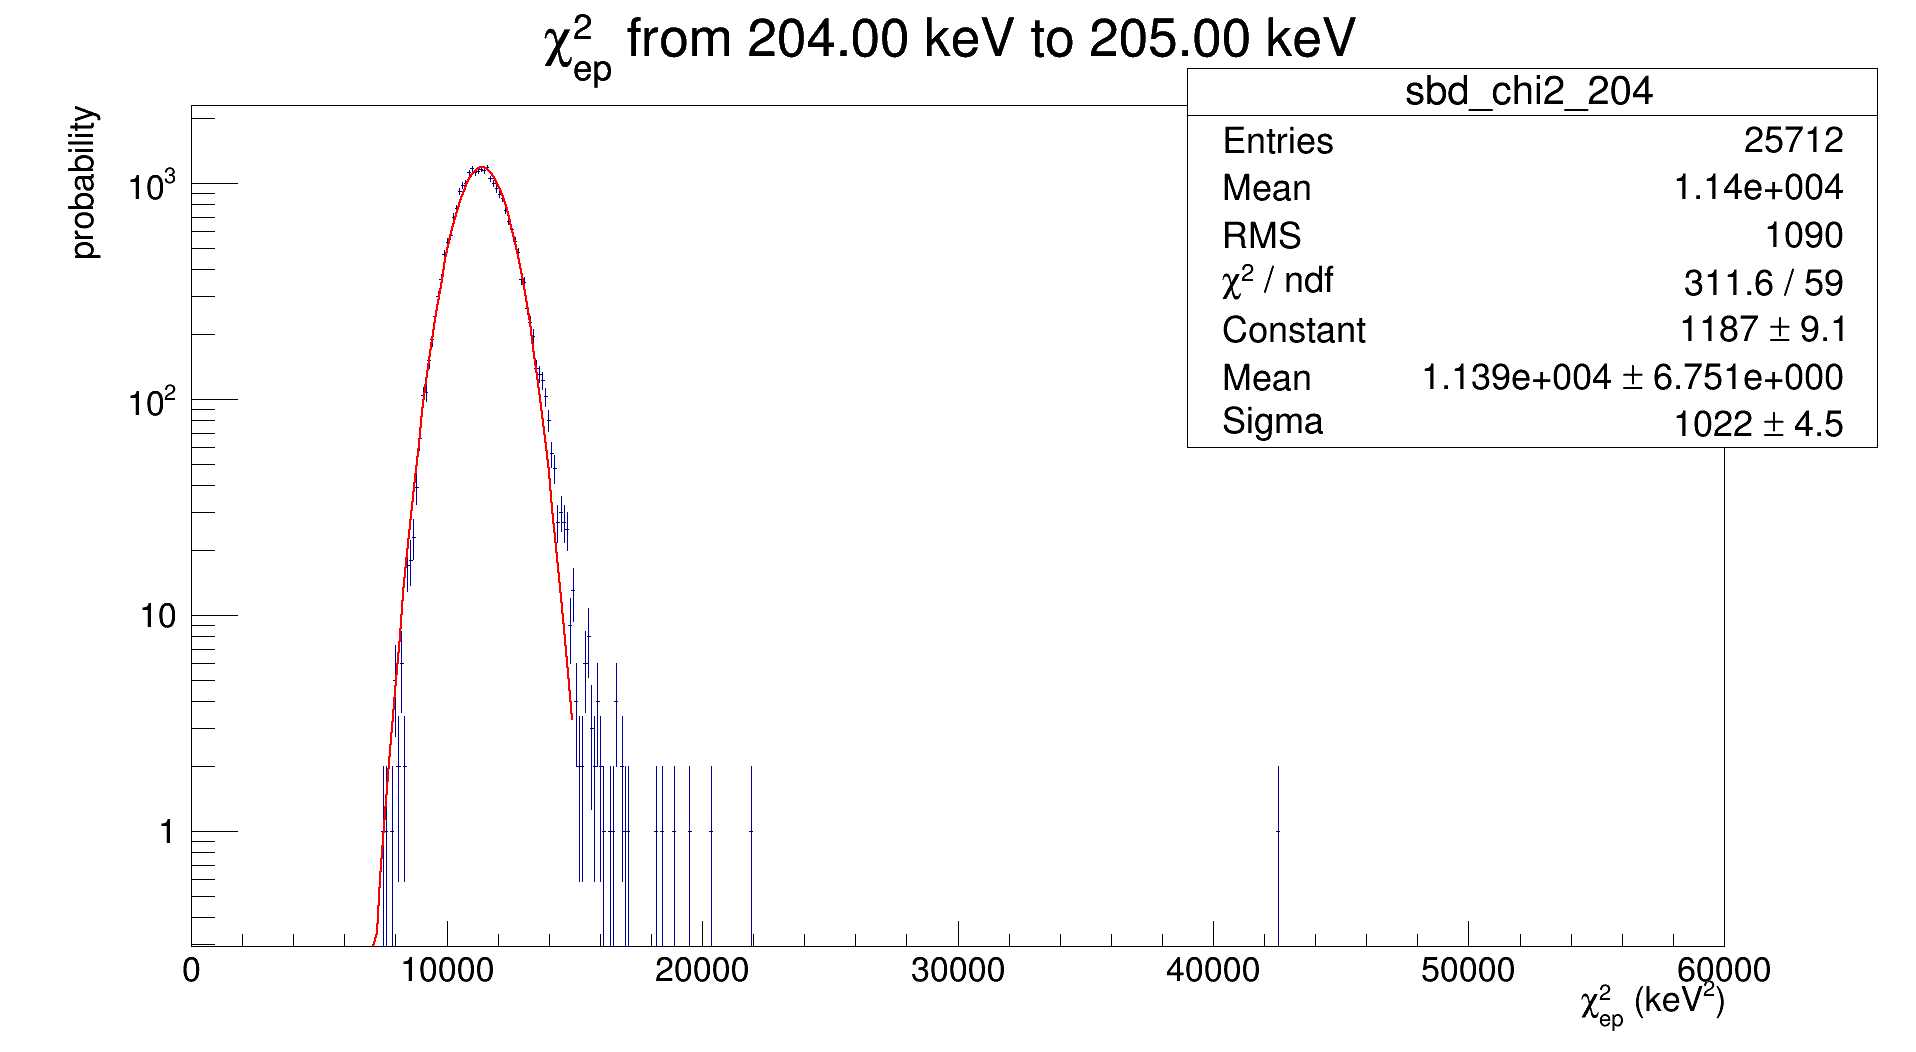 χ²ep from 204.00 keV to 205.00 keV
sbd_chi2_204
Entries 25712
Mean 1.14e+004
RMS 1090
χ² / ndf 311.6 / 59
Constant 1187 ± 9.1
Mean 1.139e+004 ± 6.751e+000
Sigma 1022 ± 4.5
probability
10³
10²
10
1
0 10000 20000 30000 40000 50000 60000
χ²ep (keV²)